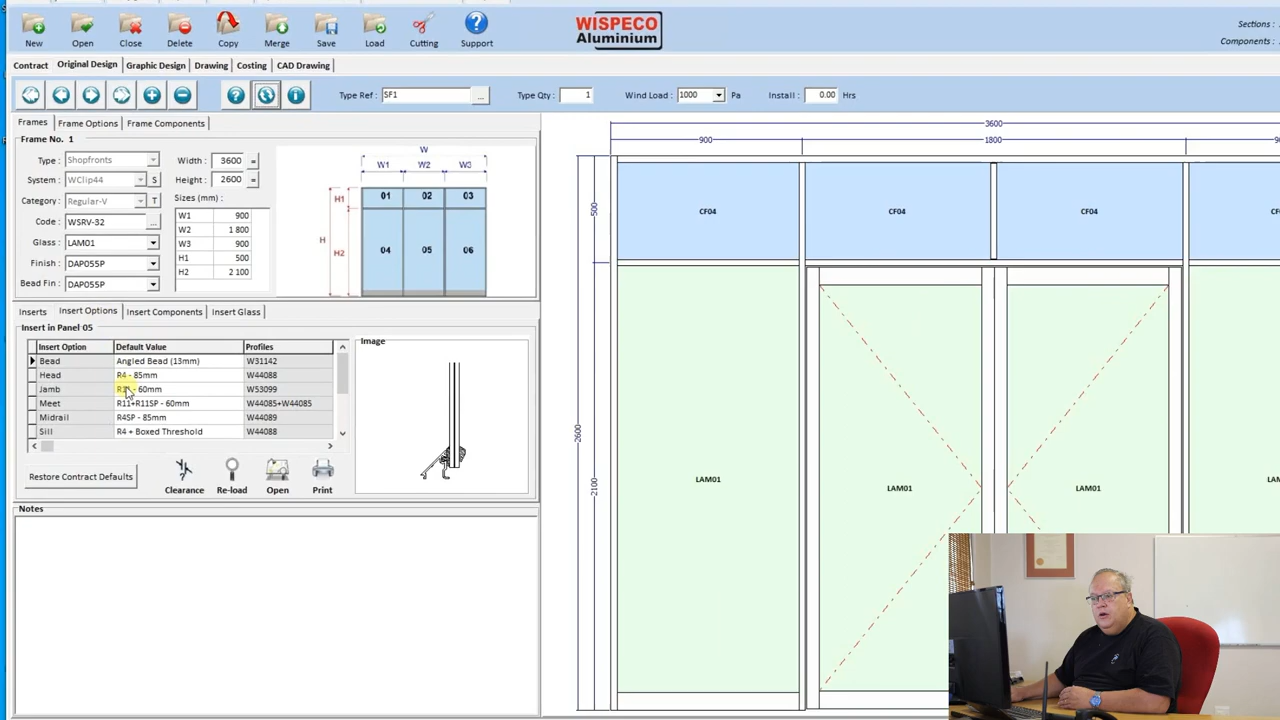 New Open Close Delete Copy Merge Save Load Cutting Support
WISPECO
Aluminium
Sections :
Components :
Contract Original Design Graphic Design Drawing Costing CAD Drawing
Type Ref : SF1 ... Type Qty : 1 Wind Load : 1000 Pa Install : 0.00 Hrs
Frames Frame Options Frame Components
Frame No. 1
Type : Shopfronts Width : 3600 =
System : WClip44 S Height : 2600 =
Category : Regular-V T Sizes (mm) :
Code : WSRV-32 ... W1 900
Glass : LAM01 W2 1 800
Finish : DAP055P W3 900
Bead Fin : DAP055P H1 500
H2 2 100
W
W1 W2 W3
H1 01 02 03
H
H2 04 05 06
Inserts Insert Options Insert Components Insert Glass
Insert in Panel 05
Insert Option Default Value Profiles
Bead Angled Bead (13mm) W31142
Head R4 - 85mm W44088
Jamb - 60mm W53099
Meet R11+R11SP - 60mm W44085+W44085
Midrail R4SP - 85mm W44089
Sill R4 + Boxed Threshold W44088
Image
Restore Contract Defaults Clearance Re-load Open Print
Notes
3600
900 1800
500 CF04 CF04 CF04
2600
2100 LAM01 LAM01 LAM01